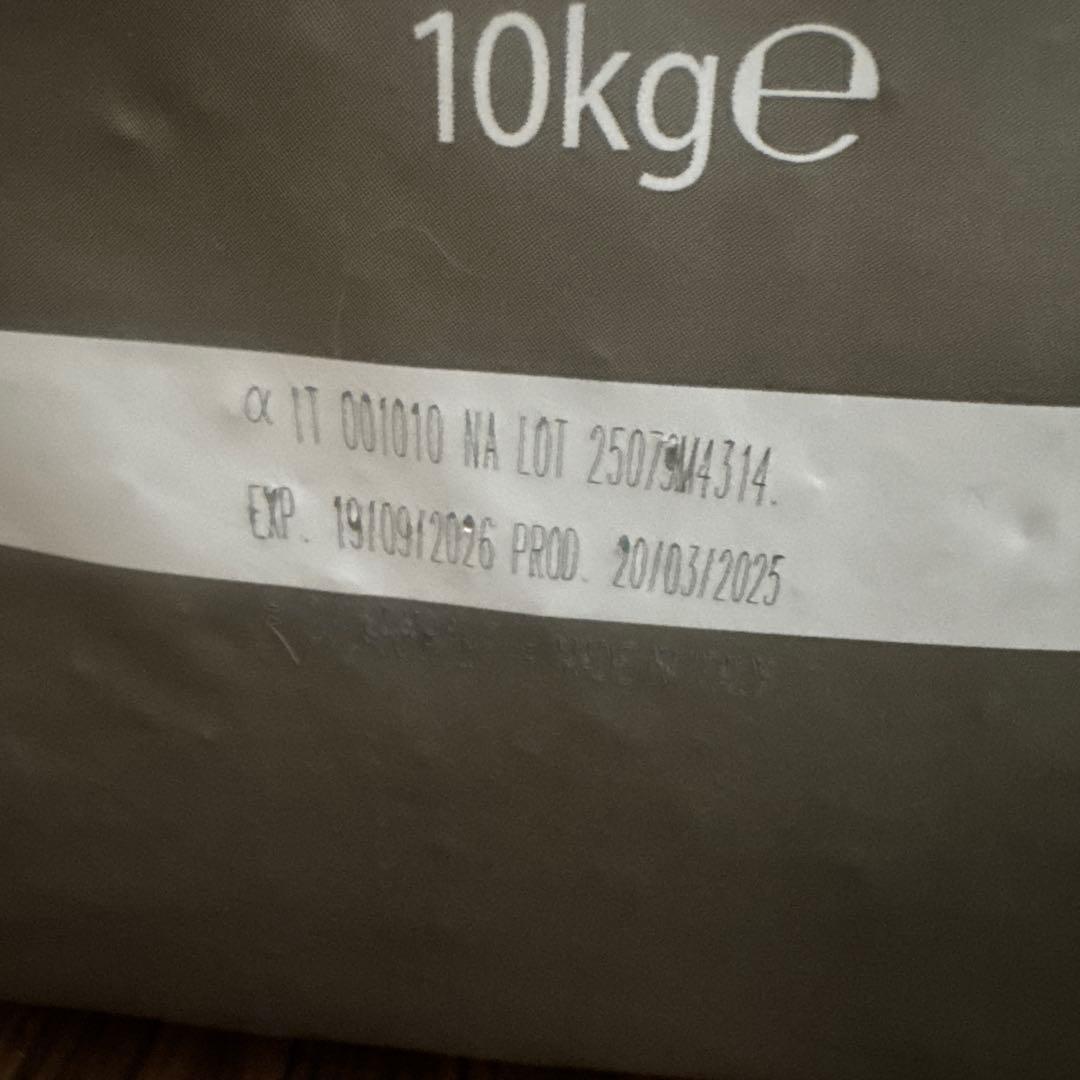 10kg℮
α IT 001010 NA LOT 25079M4314.
EXP. 19/09/2026 PROD. 20/03/2025